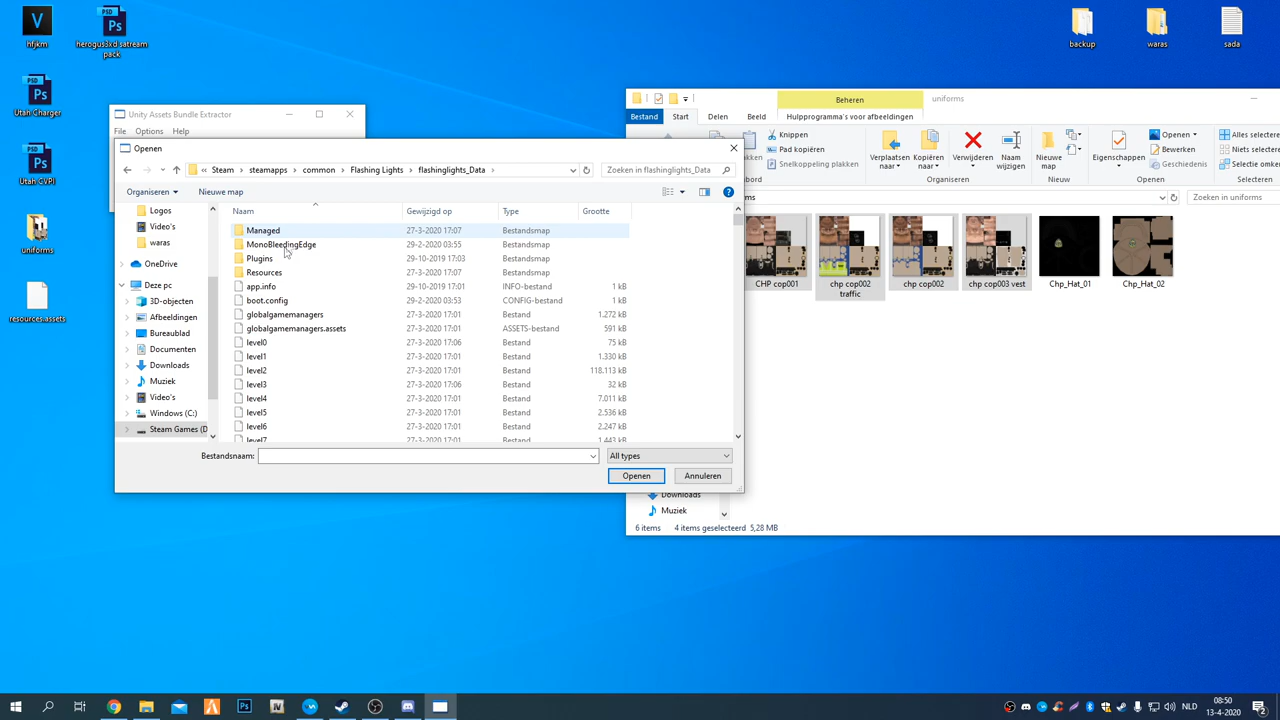 hfjkm
herogus3xd satream
pack
backup
waras
sada
Utah Charger
Utah CVPI
uniforms
resources.assets
Unity Assets Bundle Extractor
File Options Help
Openen
« Steam > steamapps > common > Flashing Lights > flashinglights_Data >
Zoeken in flashinglights_Data
Organiseren
Nieuwe map
Logos
Video's
waras
OneDrive
Deze pc
3D-objecten
Afbeeldingen
Bureaublad
Documenten
Downloads
Muziek
Video's
Windows (C:)
Steam Games (D
Naam Gewijzigd op Type Grootte
Managed 27-3-2020 17:07 Bestandsmap
MonoBleedingEdge 29-2-2020 03:55 Bestandsmap
Plugins 29-10-2019 17:03 Bestandsmap
Resources 27-3-2020 17:07 Bestandsmap
app.info 29-10-2019 17:01 INFO-bestand 1 kB
boot.config 29-2-2020 03:53 CONFIG-bestand 1 kB
globalgamemanagers 27-3-2020 17:01 Bestand 1.272 kB
globalgamemanagers.assets 27-3-2020 17:01 ASSETS-bestand 591 kB
level0 27-3-2020 17:06 Bestand 75 kB
level1 27-3-2020 17:01 Bestand 1.330 kB
level2 27-3-2020 17:01 Bestand 118.113 kB
level3 27-3-2020 17:06 Bestand 32 kB
level4 27-3-2020 17:01 Bestand 7.011 kB
level5 27-3-2020 17:01 Bestand 2.536 kB
level6 27-3-2020 17:01 Bestand 2.247 kB
level7 27-3-2020 17:01 Bestand 1.443 kB
Bestandsnaam:
All types
Openen
Annuleren
Beheren
uniforms
Bestand Start Delen Beeld Hulpprogramma's voor afbeeldingen
Knippen
Pad kopiëren
Snelkoppeling plakken
Verplaatsen
naar
Kopiëren
naar
Verwijderen
Naam
wijzigen
Nieuwe
map
Eigenschappen
Openen
Bewerken
Geschiedenis
Alles selectere
Niets selectere
Selectie omke
Organiseren
Nieuw
Openen
Selecteren
ms
Zoeken in uniforms
CHP cop001
chp cop002
traffic
chp cop002
chp cop003 vest
Chp_Hat_01
Chp_Hat_02
Downloads
Muziek
6 items 4 items geselecteerd 5,28 MB
NLD
08:50
13-4-2020
2